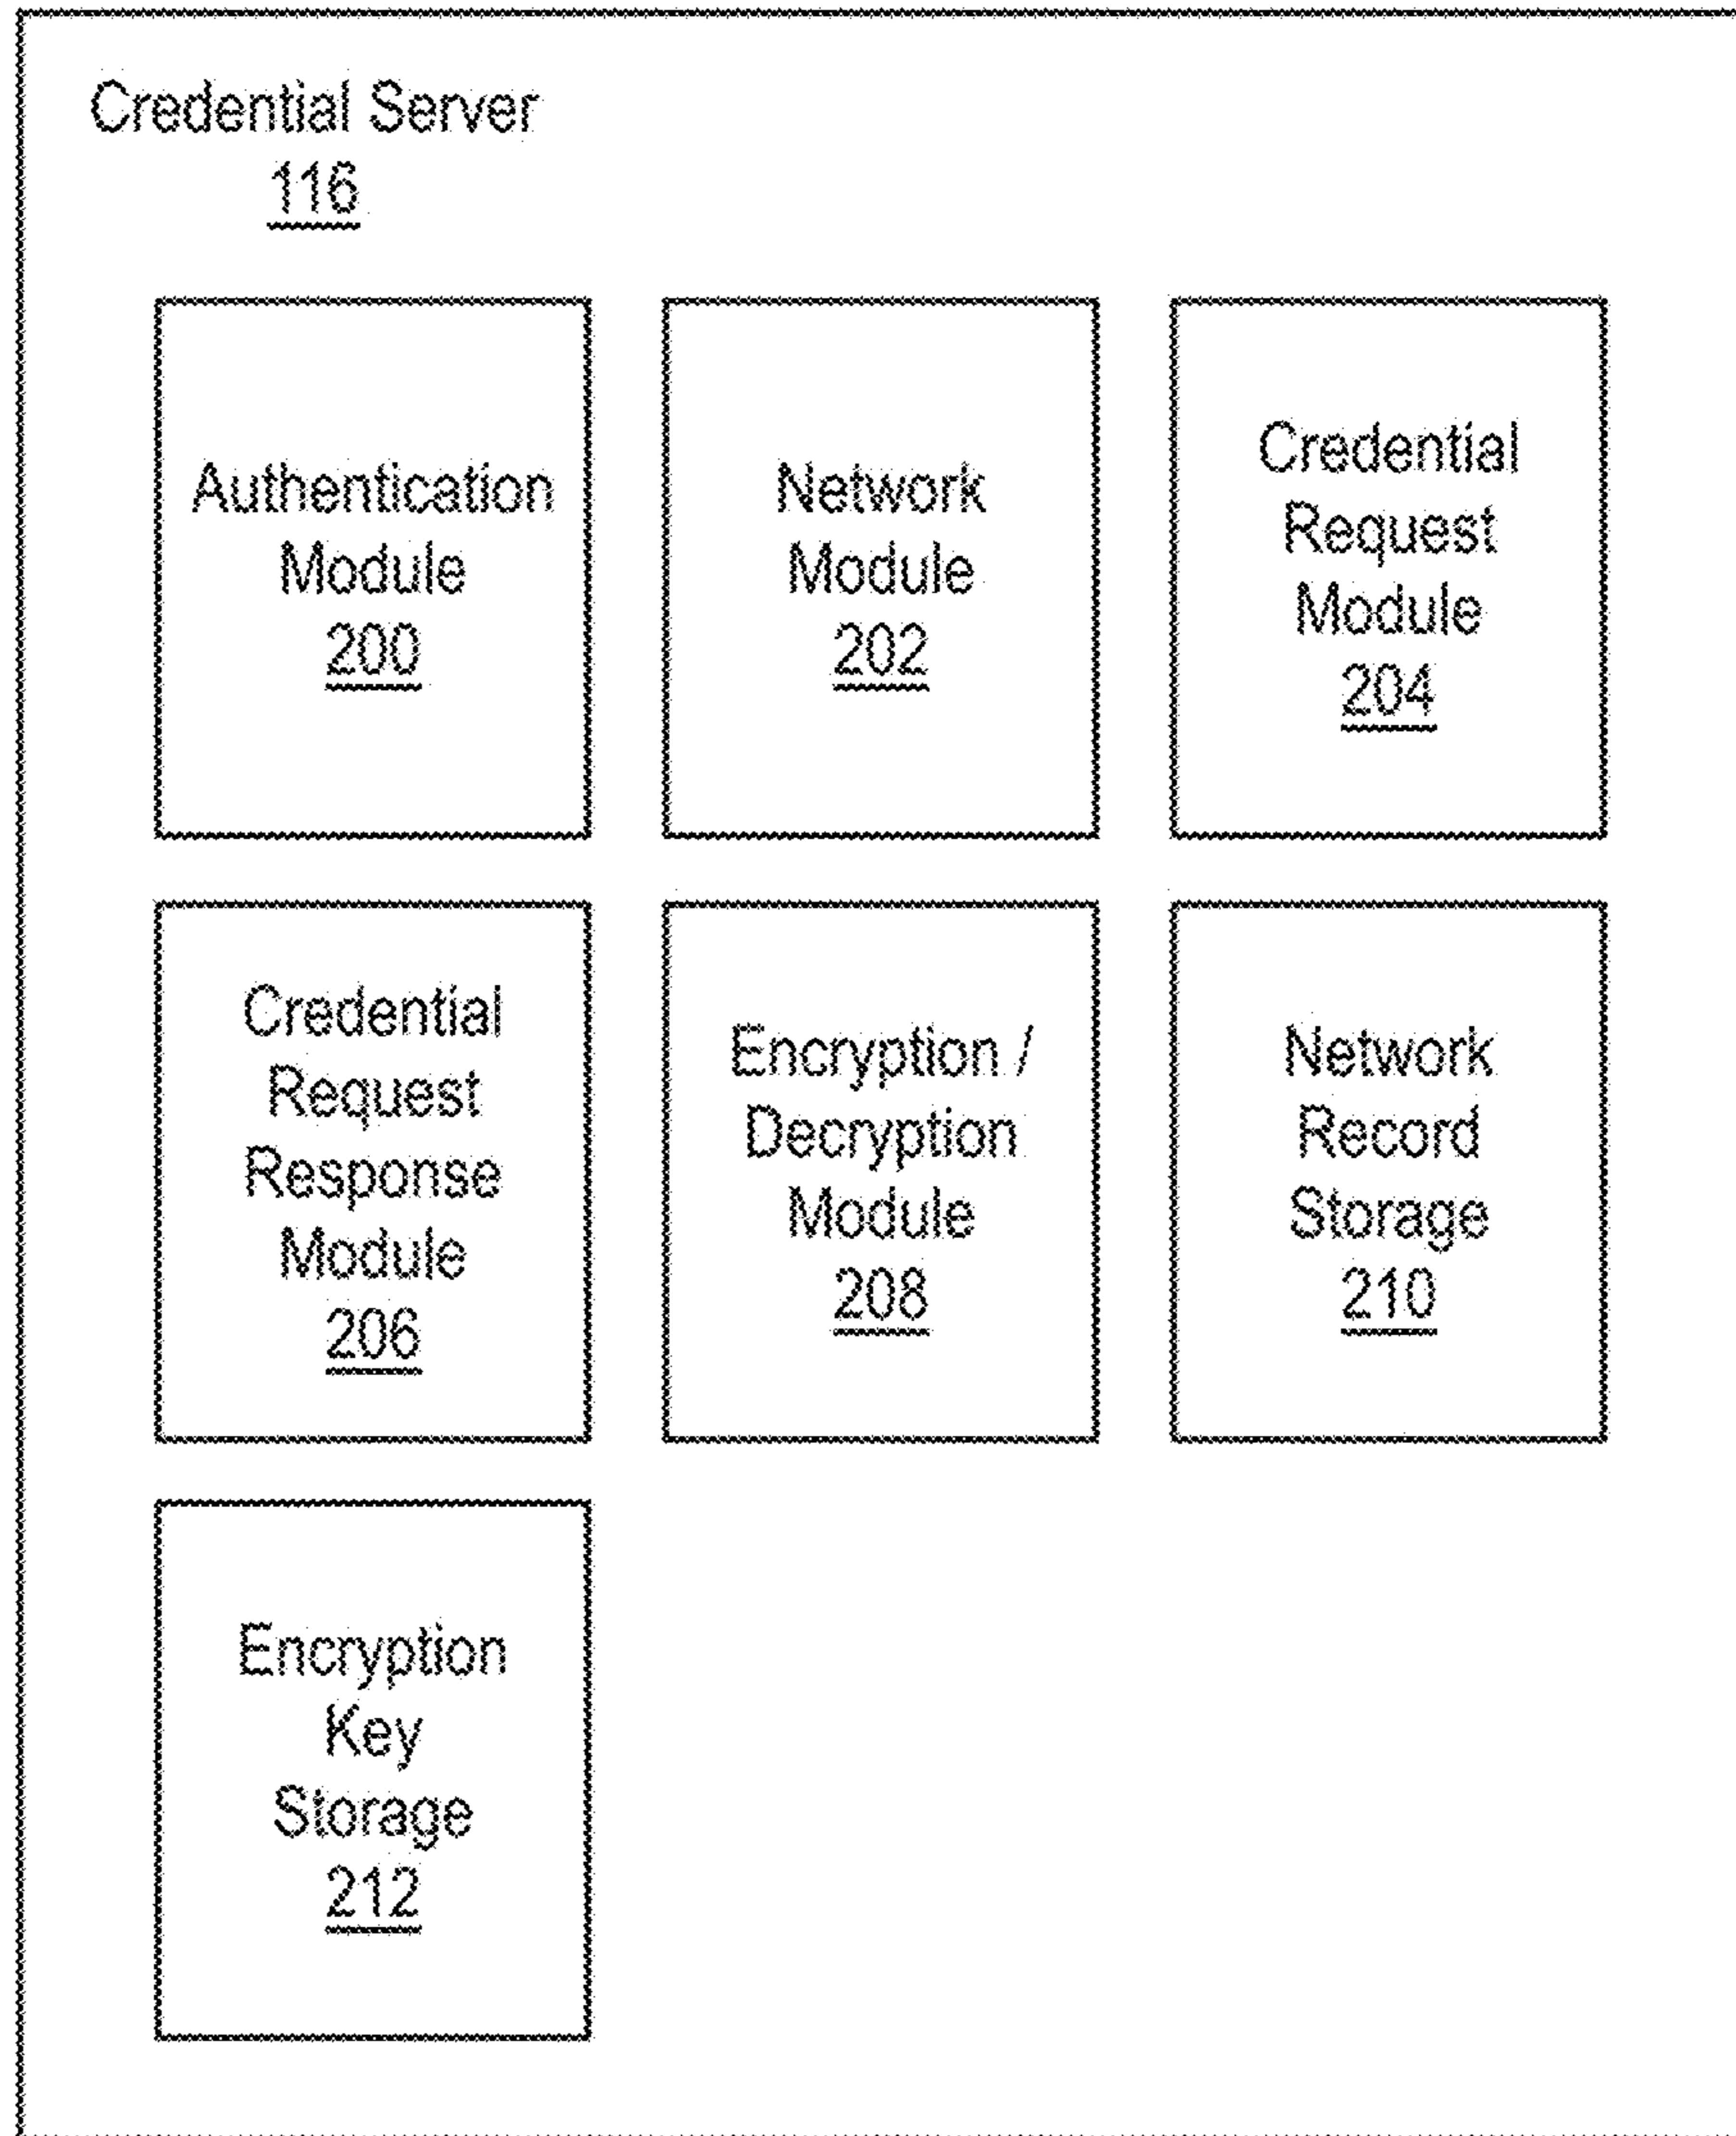 Credential Server
116
Authentication
Module
200
Network
Module
202
Credential
Request
Module
204
Credential
Request
Response
Module
206
Encryption /
Decryption
Module
208
Network
Record
Storage
210
Encryption
Key
Storage
212